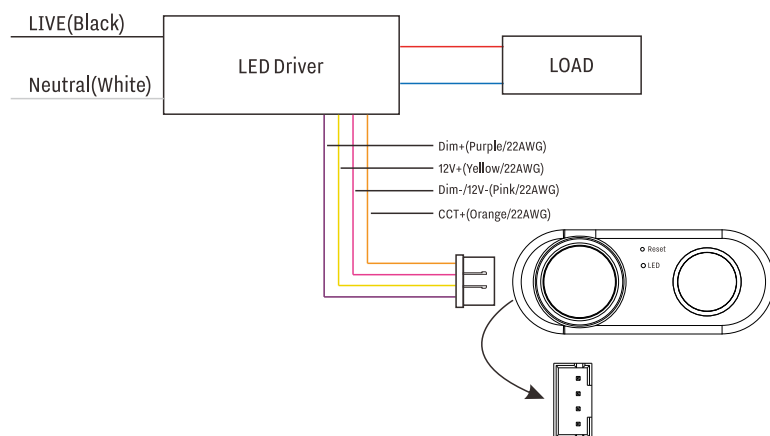 LIVE(Black)
LED Driver
LOAD
Neutral(White)
Dim+(Purple/22AWG)
12V+(Yellow/22AWG)
Dim-/12V-(Pink/22AWG)
CCT+(Orange/22AWG)
Reset
LED